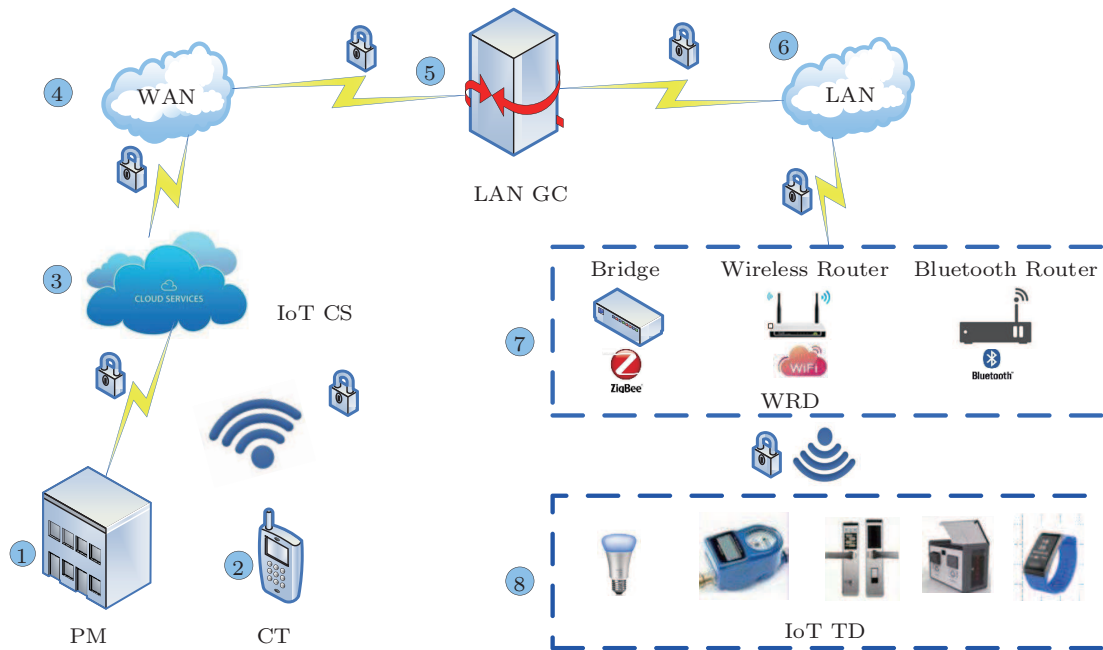 6
5
4
WAN
LAN
LAN GC
3
CLOUD SERVICES
IoT CS
Bridge
Wireless Router
Bluetooth Router
7
ZigBee
WiFi
Bluetooth
WRD
1
2
8
PM
CT
IoT TD